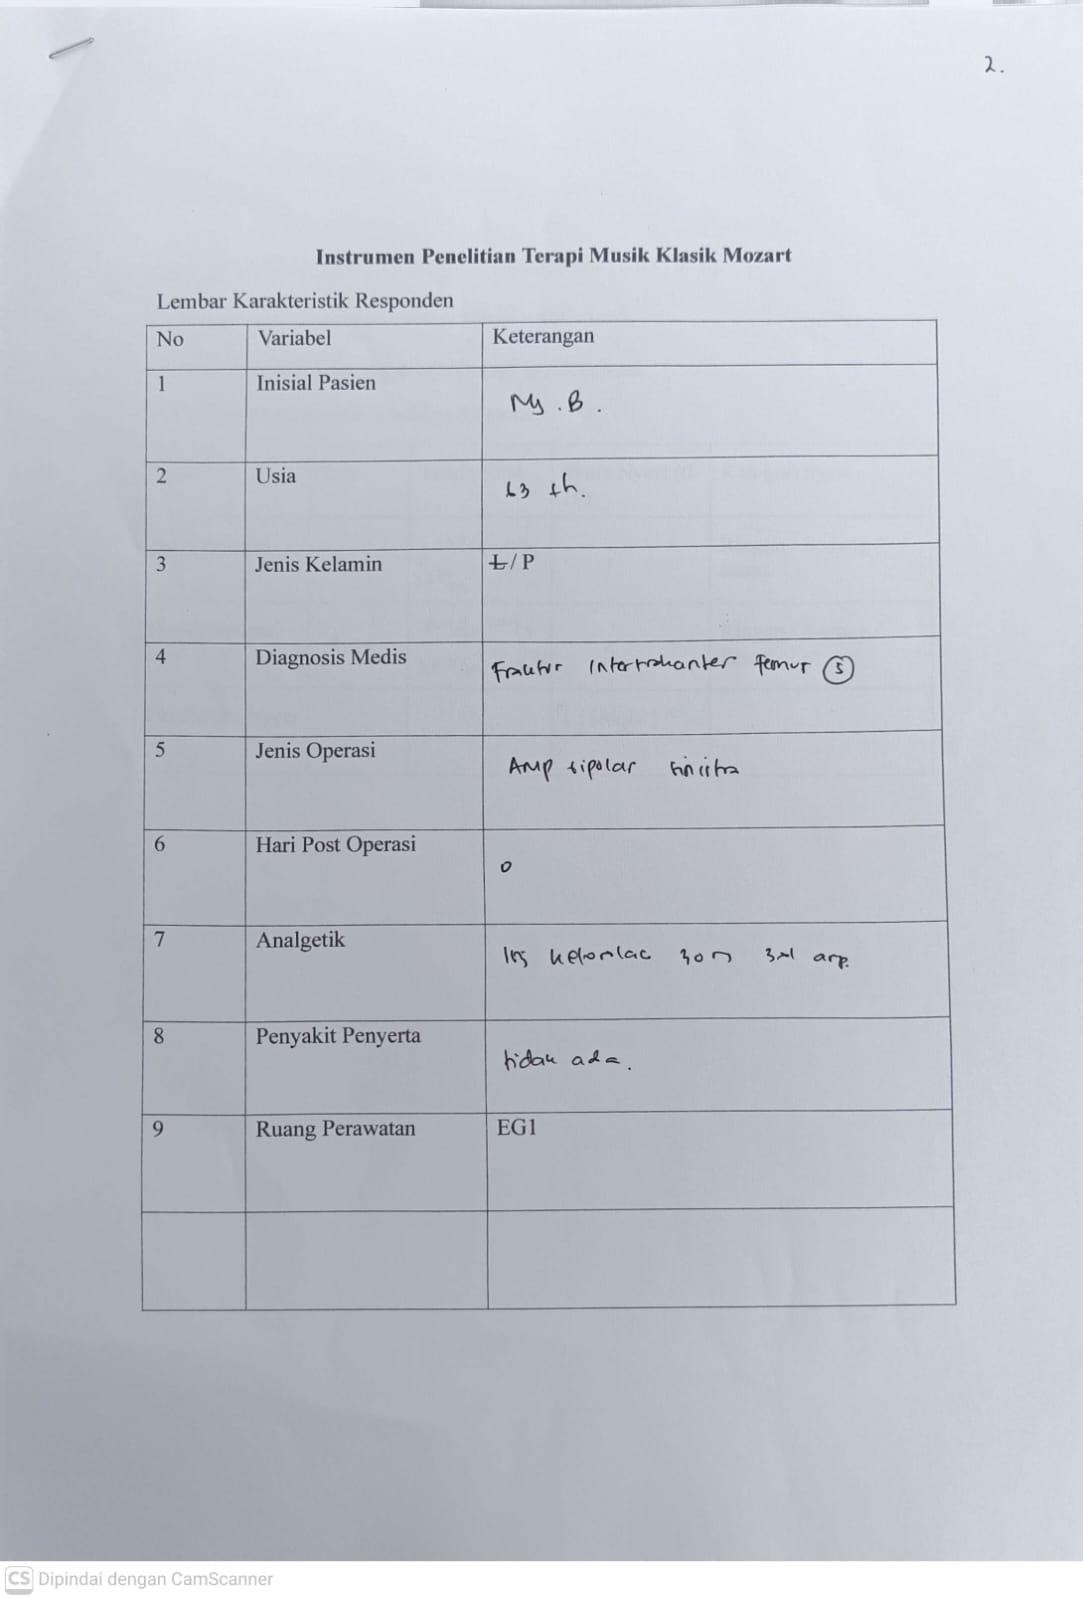 2.
Instrumen Penelitian Terapi Musik Klasik Mozart
Lembar Karakteristik Responden
No Variabel Keterangan
1 Inisial Pasien Ny. B.
2 Usia 63 th.
3 Jenis Kelamin L/P
4 Diagnosis Medis Fraktur Intertrokanter femur (S)
5 Jenis Operasi AMP bipolar sinistra
6 Hari Post Operasi 0
7 Analgetik Inj ketorolac 30 3x1 amp.
8 Penyakit Penyerta tidak ada.
9 Ruang Perawatan EG1
CS Dipindai dengan CamScanner